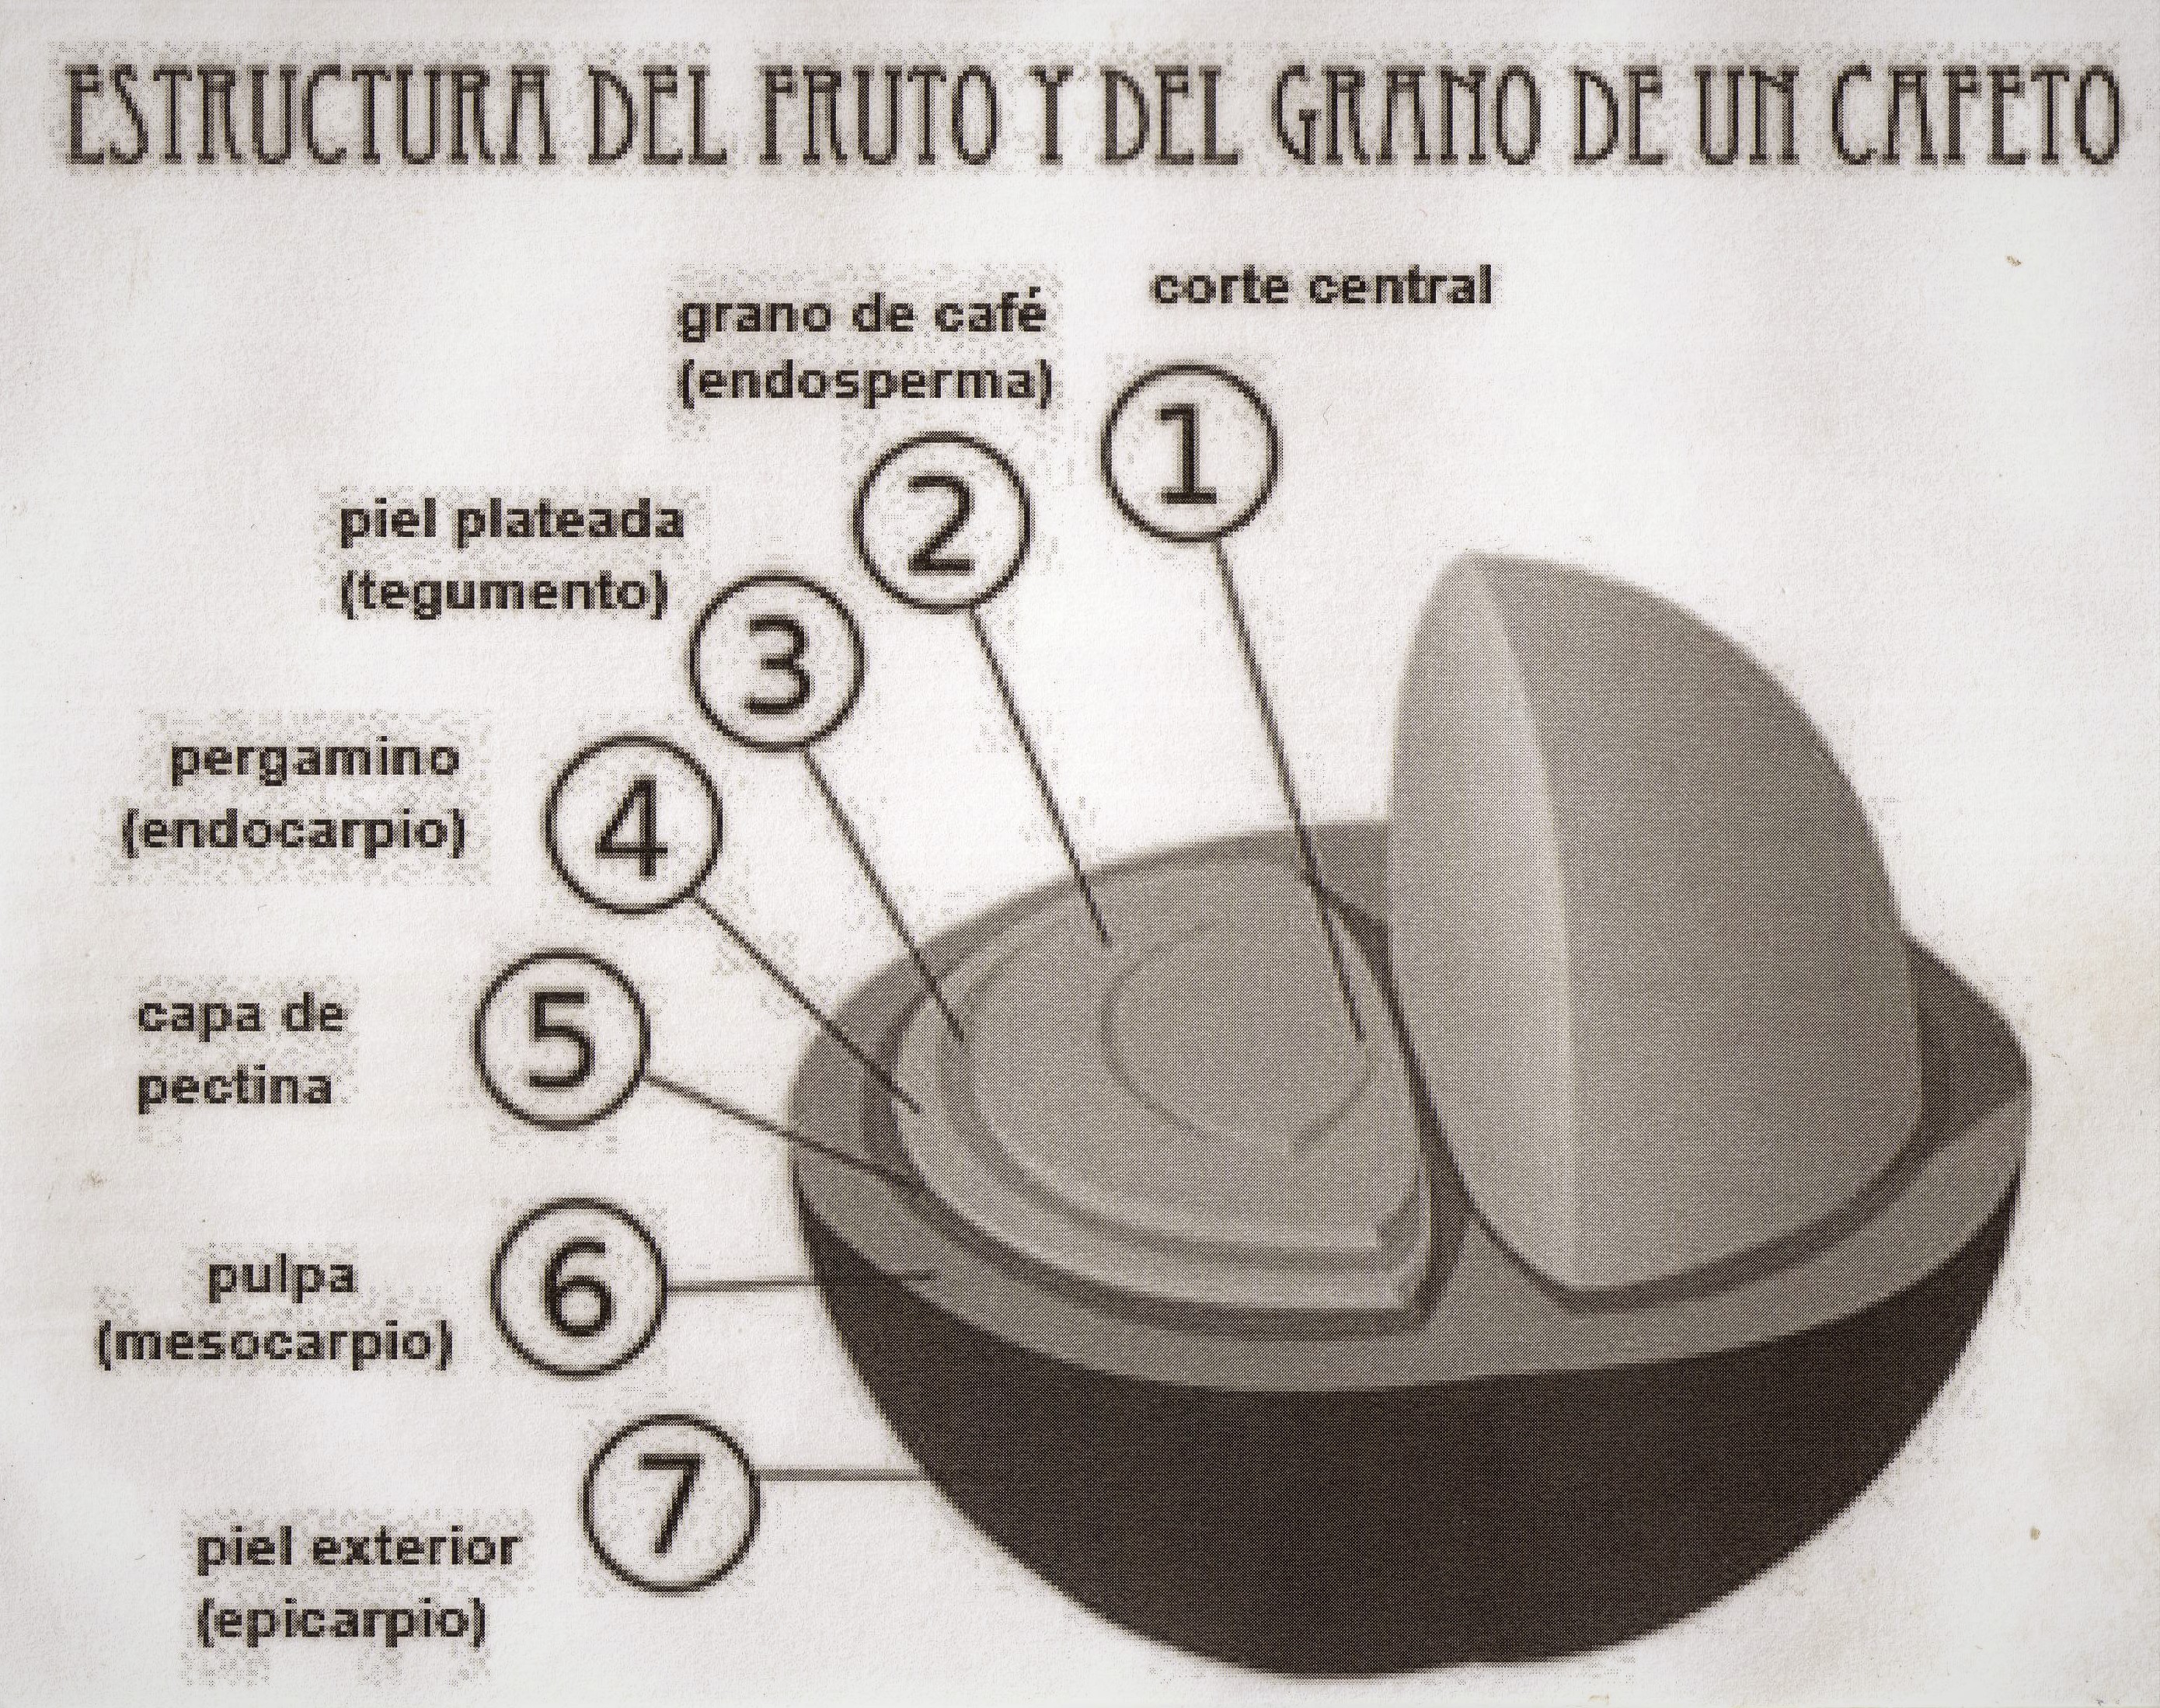 ESTRUCTURA DEL FRUTO Y DEL GRANO DE UN CAFETO
corte central
1
grano de café
(endosperma)
2
piel plateada
(tegumento)
3
pergamino
(endocarpio)
4
capa de
pectina
5
pulpa
(mesocarpio)
6
piel exterior
(epicarpio)
7